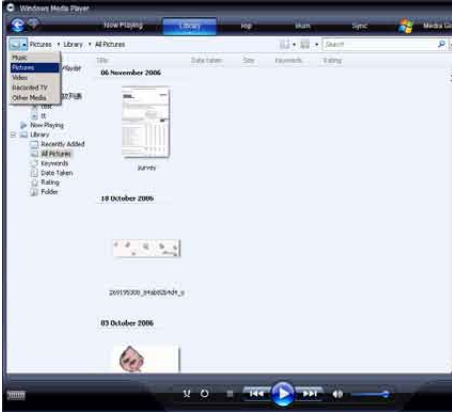 Windows Media Player
Now Playing Library Rip Burn Sync Media G
Pictures Library All Pictures Search
Music
Pictures
Video
Recorded TV
Other Media
Playlist
Title Date Taken Size Keywords Rating
06 November 2006
Now Playing
Library
Recently Added
All Pictures
Keywords
Date Taken
Rating
Folder
survey
18 October 2006
03 October 2006